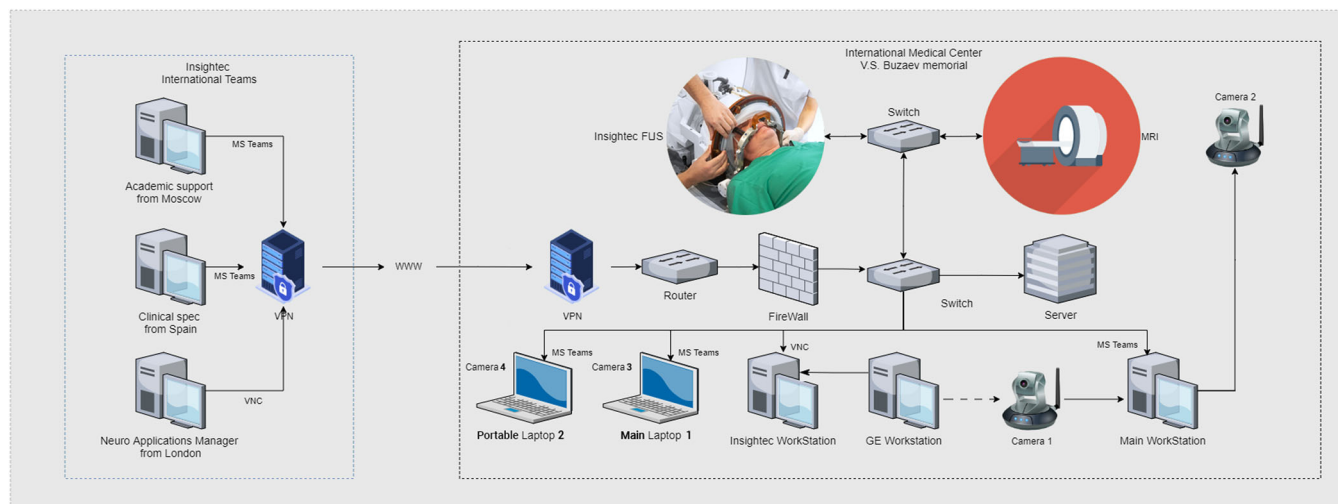 Insightec
International Teams
MS Teams
Academic support
from Moscow
MS Teams
Clinical spec
from Spain
VPN
VNC
Neuro Applications Manager
from London
WWW
International Medical Center
V.S. Buzaev memorial
Insightec FUS
Switch
MRI
Camera 2
VPN
Router
FireWall
Switch
Server
Camera 4
MS Teams
Portable Laptop 2
Camera 3
MS Teams
Main Laptop 1
VNC
Insightec WorkStation
GE Workstation
Camera 1
MS Teams
Main WorkStation